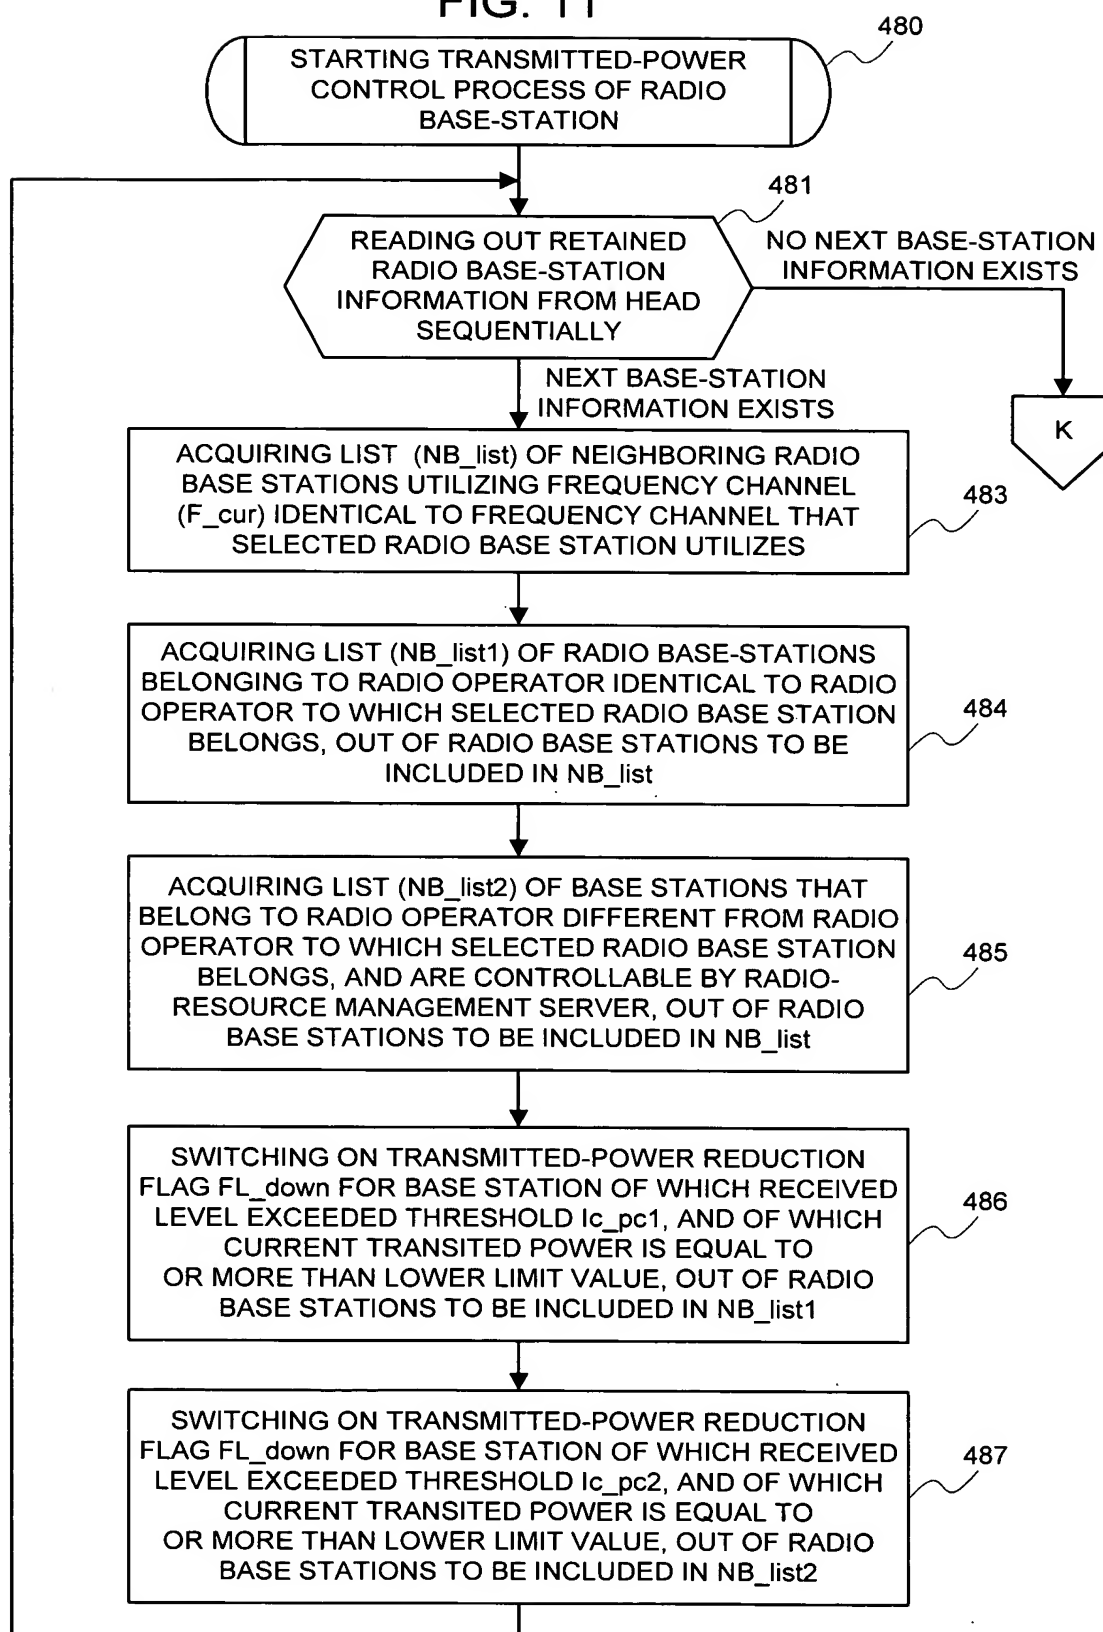 FIG. 11
480
STARTING TRANSMITTED-POWER
CONTROL PROCESS OF RADIO
BASE-STATION
481
READING OUT RETAINED
RADIO BASE-STATION
INFORMATION FROM HEAD
SEQUENTIALLY
NO NEXT BASE-STATION
INFORMATION EXISTS
K
NEXT BASE-STATION
INFORMATION EXISTS
ACQUIRING LIST (NB_list) OF NEIGHBORING RADIO
BASE STATIONS UTILIZING FREQUENCY CHANNEL
(F_cur) IDENTICAL TO FREQUENCY CHANNEL THAT
SELECTED RADIO BASE STATION UTILIZES
483
ACQUIRING LIST (NB_list1) OF RADIO BASE-STATIONS
BELONGING TO RADIO OPERATOR IDENTICAL TO RADIO
OPERATOR TO WHICH SELECTED RADIO BASE STATION
BELONGS, OUT OF RADIO BASE STATIONS TO BE
INCLUDED IN NB_list
484
ACQUIRING LIST (NB_list2) OF BASE STATIONS THAT
BELONG TO RADIO OPERATOR DIFFERENT FROM RADIO
OPERATOR TO WHICH SELECTED RADIO BASE STATION
BELONGS, AND ARE CONTROLLABLE BY RADIO-
RESOURCE MANAGEMENT SERVER, OUT OF RADIO
BASE STATIONS TO BE INCLUDED IN NB_list
485
SWITCHING ON TRANSMITTED-POWER REDUCTION
FLAG FL_down FOR BASE STATION OF WHICH RECEIVED
LEVEL EXCEEDED THRESHOLD Ic_pc1, AND OF WHICH
CURRENT TRANSITED POWER IS EQUAL TO
OR MORE THAN LOWER LIMIT VALUE, OUT OF RADIO
BASE STATIONS TO BE INCLUDED IN NB_list1
486
SWITCHING ON TRANSMITTED-POWER REDUCTION
FLAG FL_down FOR BASE STATION OF WHICH RECEIVED
LEVEL EXCEEDED THRESHOLD Ic_pc2, AND OF WHICH
CURRENT TRANSITED POWER IS EQUAL TO
OR MORE THAN LOWER LIMIT VALUE, OUT OF RADIO
BASE STATIONS TO BE INCLUDED IN NB_list2
487